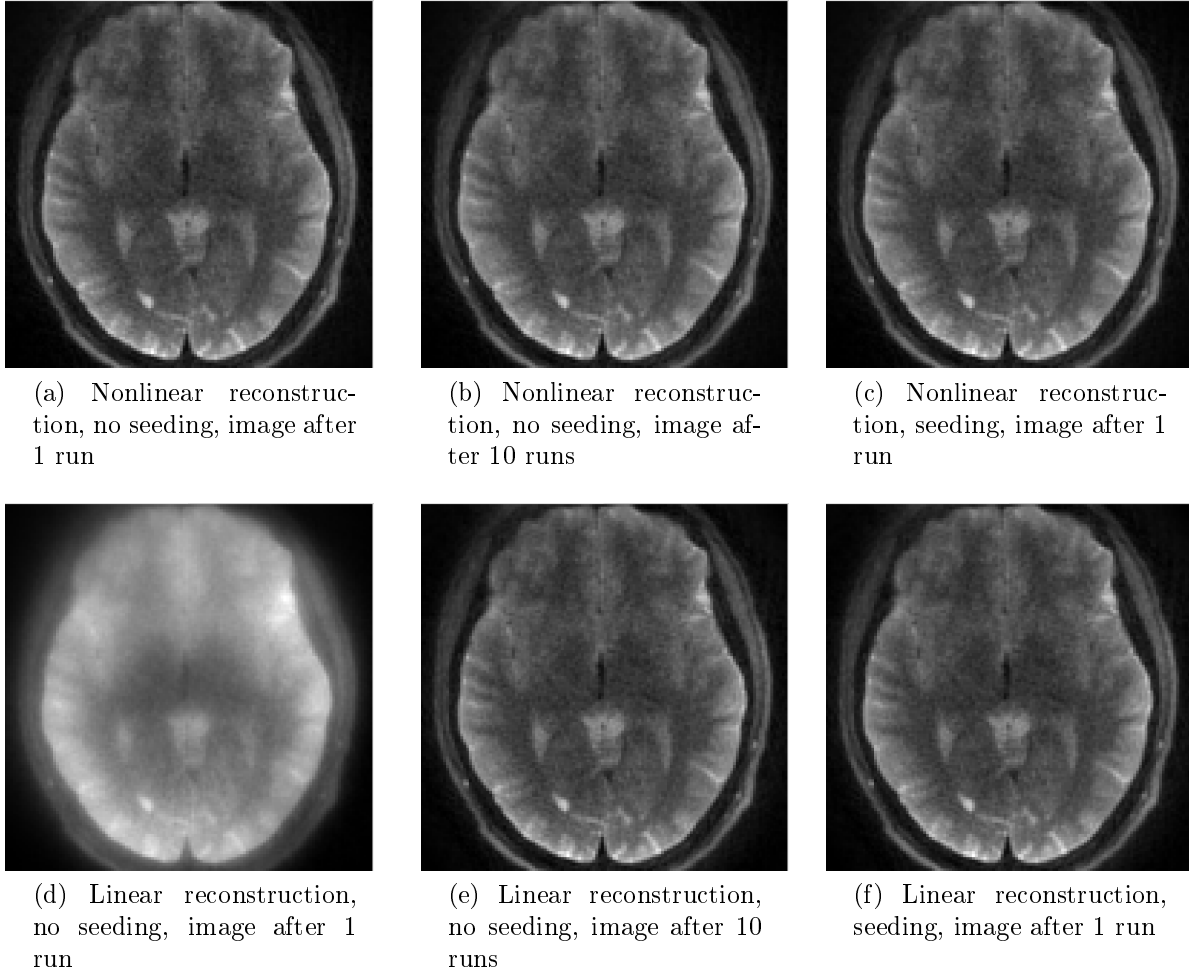 (a) Nonlinear reconstruc-
tion, no seeding, image after
1 run
(b) Nonlinear reconstruc-
tion, no seeding, image af-
ter 10 runs
(c) Nonlinear reconstruc-
tion, seeding, image after 1
run
(d) Linear reconstruction,
no seeding, image after 1
run
(e) Linear reconstruction,
no seeding, image after 10
runs
(f) Linear reconstruction,
seeding, image after 1 run